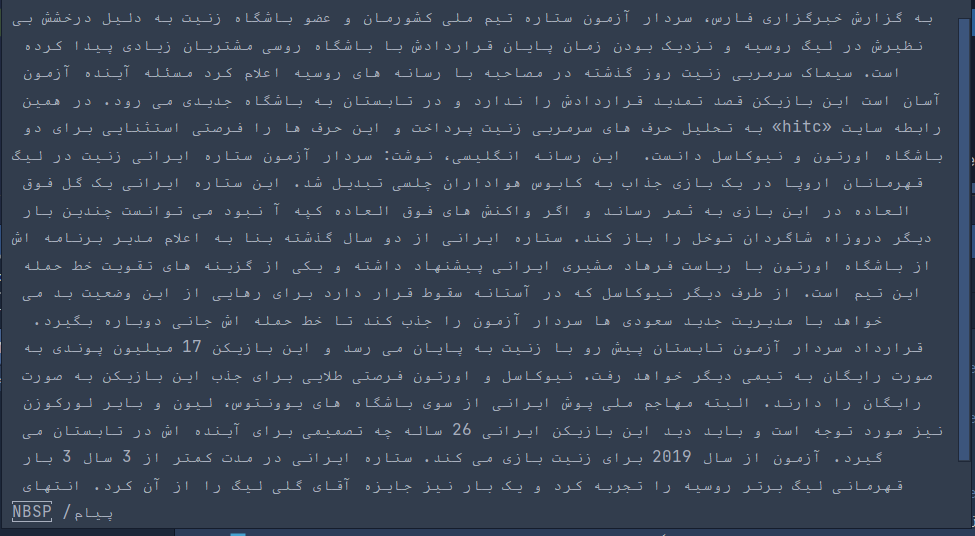 به گزارش خبرگزاری فارس، سردار آزمون ستاره تیم ملی کشورمان و عضو باشگاه زنیت به دلیل درخشش بی
نظیرش در لیگ روسیه و نزدیک بودن زمان پایان قراردادش با باشگاه روسی مشتریان زیادی پیدا کرده
است. سیماک سرمربی زنیت روز گذشته در مصاحبه با رسانه های روسیه اعلام کرد مسئله آینده آزمون
آسان است این بازیکن قصد تمدید قراردادش را ندارد و در تابستان به باشگاه جدیدی می رود. در همین
رابطه سایت «hitc» به تحلیل حرف های سرمربی زنیت پرداخت و این حرف ها را فرصتی استثنایی برای دو
باشگاه اورتون و نیوکاسل دانست.  این رسانه انگلیسی، نوشت: سردار آزمون ستاره ایرانی زنیت در لیگ
قهرمانان اروپا در یک بازی جذاب به کابوس هواداران چلسی تبدیل شد. این ستاره ایرانی یک گل فوق
العاده در این بازی به ثمر رساند و اگر واکنش های فوق العاده کپه آ نبود می توانست چندین بار
دیگر دروزاه شاگردان توخل را باز کند. ستاره ایرانی از دو سال گذشته بنا به اعلام مدیر برنامه اش
از باشگاه اورتون با ریاست فرهاد مشیری ایرانی پیشنهاد داشته و یکی از گزینه های تقویت خط حمله
این تیم است. از طرف دیگر نیوکاسل که در آستانه سقوط قرار دارد برای رهایی از این وضعیت بد می
خواهد با مدیریت جدید سعودی ها سردار آزمون را جذب کند تا خط حمله اش جانی دوباره بگیرد.
قرارداد سردار آزمون تابستان پیش رو با زنیت به پایان می رسد و این بازیکن 17 میلیون پوندی به
صورت رایگان به تیمی دیگر خواهد رفت. نیوکاسل و اورتون فرصتی طلایی برای جذب این بازیکن به صورت
رایگان را دارند. البته مهاجم ملی پوش ایرانی از سوی باشگاه های یوونتوس، لیون و بایر لورکوزن
نیز مورد توجه است و باید دید این بازیکن ایرانی 26 ساله چه تصمیمی برای آینده اش در تابستان می
گیرد. آزمون از سال 2019 برای زنیت بازی می کند. ستاره ایرانی در مدت کمتر از 3 سال 3 بار
قهرمانی لیگ برتر روسیه را تجربه کرد و یک بار نیز جایزه آقای گلی لیگ را از آن کرد. انتهای
پیام/ NBSP